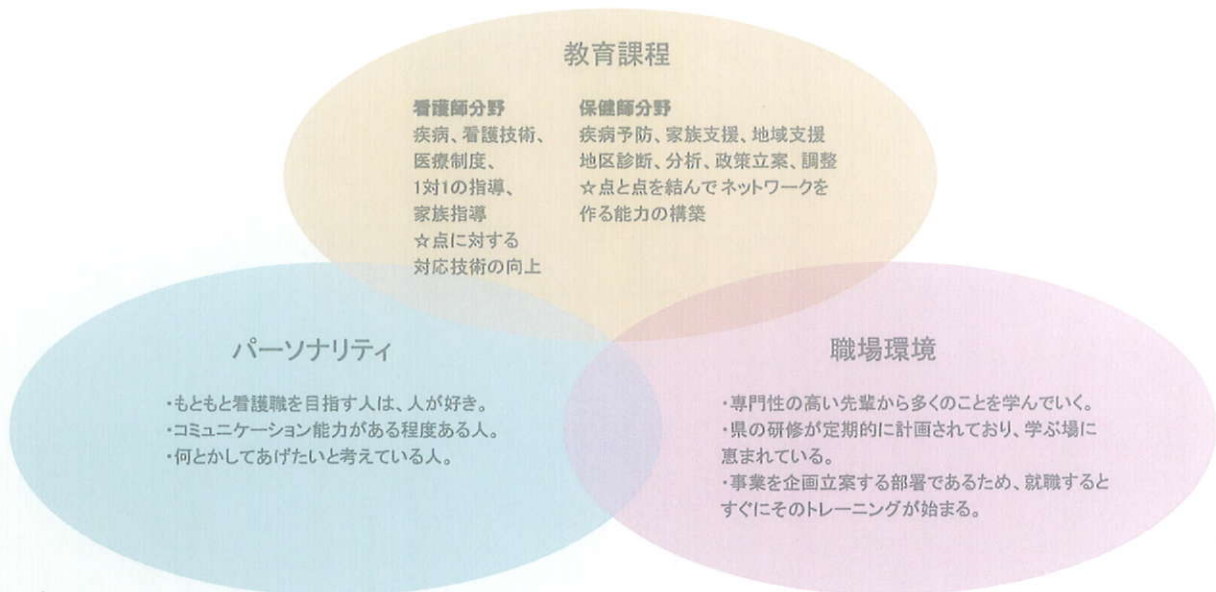 教育課程
看護師分野
疾病、看護技術、
医療制度、
1対1の指導、
家族指導
☆点に対する
対応技術の向上
保健師分野
疾病予防、家族支援、地域支援
地区診断、分析、政策立案、調整
☆点と点を結んでネットワークを
作る能力の構築
パーソナリティ
・もともと看護職を目指す人は、人が好き。
・コミュニケーション能力がある程度ある人。
・何とかしてあげたいと考えている人。
職場環境
・専門性の高い先輩から多くのことを学んでいく。
・県の研修が定期的に計画されており、学ぶ場に
恵まれている。
・事業を企画立案する部署であるため、就職すると
すぐにそのトレーニングが始まる。